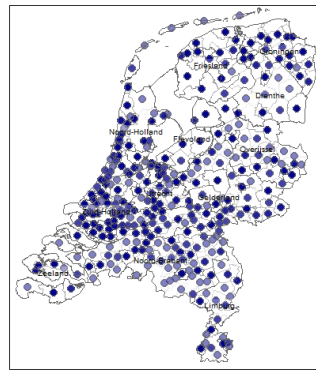 Groningen
Friesland
Drenthe
Noord-Holland
Flevoland
Overijssel
Utrecht
Gelderland
Zuid-Holland
Noord-Brabant
Zeeland
Limburg